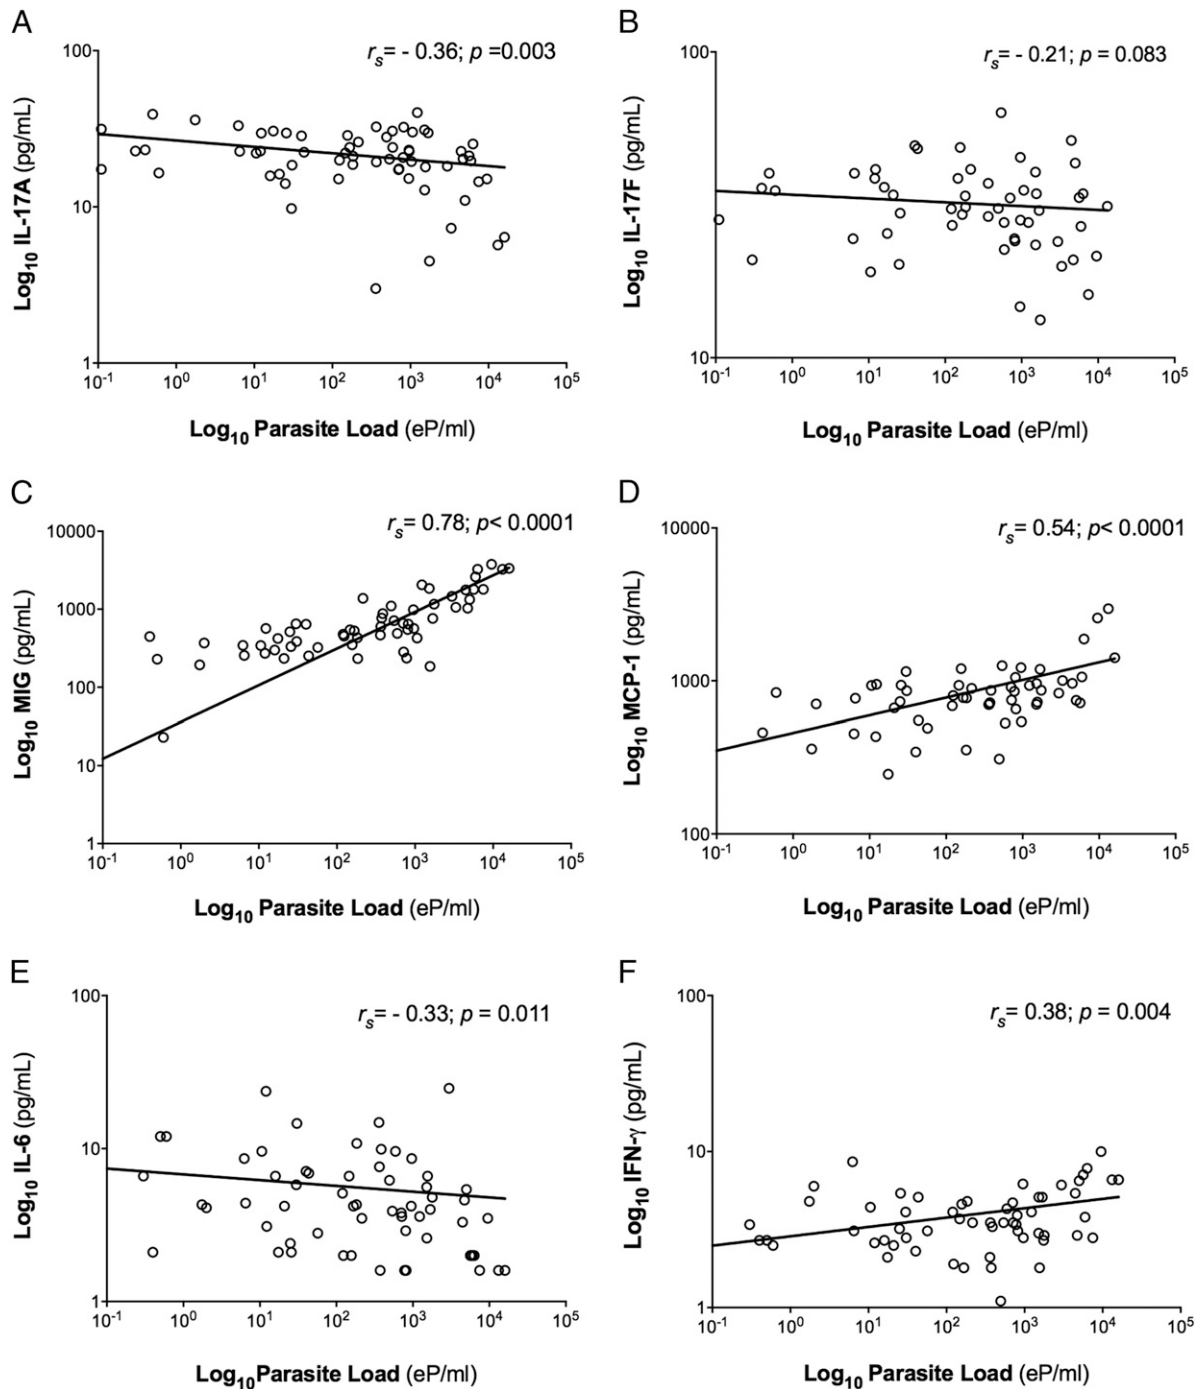 A
r_s= - 0.36; p =0.003
Log10 IL-17A (pg/mL)
100
10
1
10^-1 10^0 10^1 10^2 10^3 10^4 10^5
Log10 Parasite Load (eP/ml)
B
r_s= - 0.21; p = 0.083
Log10 IL-17F (pg/mL)
100
10
10^-1 10^0 10^1 10^2 10^3 10^4 10^5
Log10 Parasite Load (eP/ml)
C
r_s= 0.78; p< 0.0001
Log10 MIG (pg/mL)
10000
1000
100
10
1
10^-1 10^0 10^1 10^2 10^3 10^4 10^5
Log10 Parasite Load (eP/ml)
D
r_s= 0.54; p< 0.0001
Log10 MCP-1 (pg/mL)
10000
1000
100
10^-1 10^0 10^1 10^2 10^3 10^4 10^5
Log10 Parasite Load (eP/ml)
E
r_s= - 0.33; p = 0.011
Log10 IL-6 (pg/mL)
100
10
1
10^-1 10^0 10^1 10^2 10^3 10^4 10^5
Log10 Parasite Load (eP/ml)
F
r_s= 0.38; p = 0.004
Log10 IFN-γ (pg/mL)
100
10
1
10^-1 10^0 10^1 10^2 10^3 10^4 10^5
Log10 Parasite Load (eP/ml)